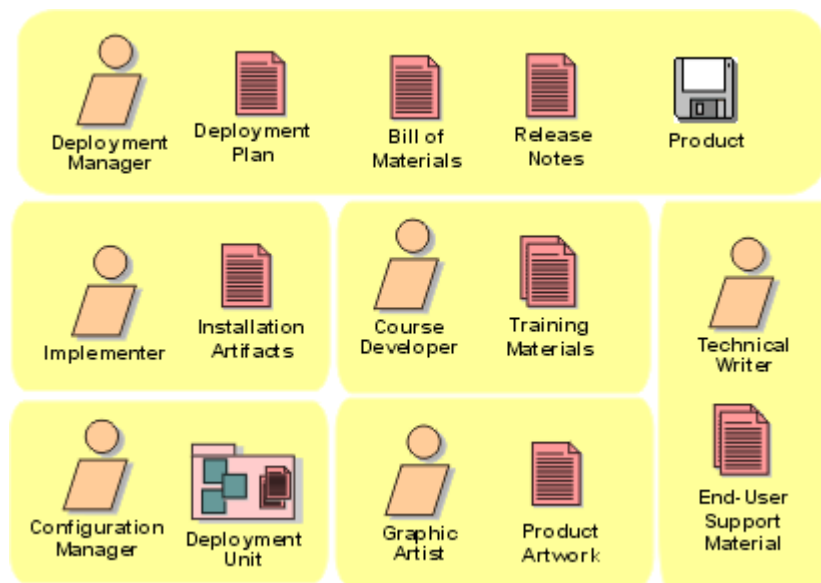 Deployment
Manager
Deployment
Plan
Bill of
Materials
Release
Notes
Product
Implementer
Installation
Artifacts
Course
Developer
Training
Materials
Technical
Writer
Configuration
Manager
Deployment
Unit
Graphic
Artist
Product
Artwork
End-User
Support
Material